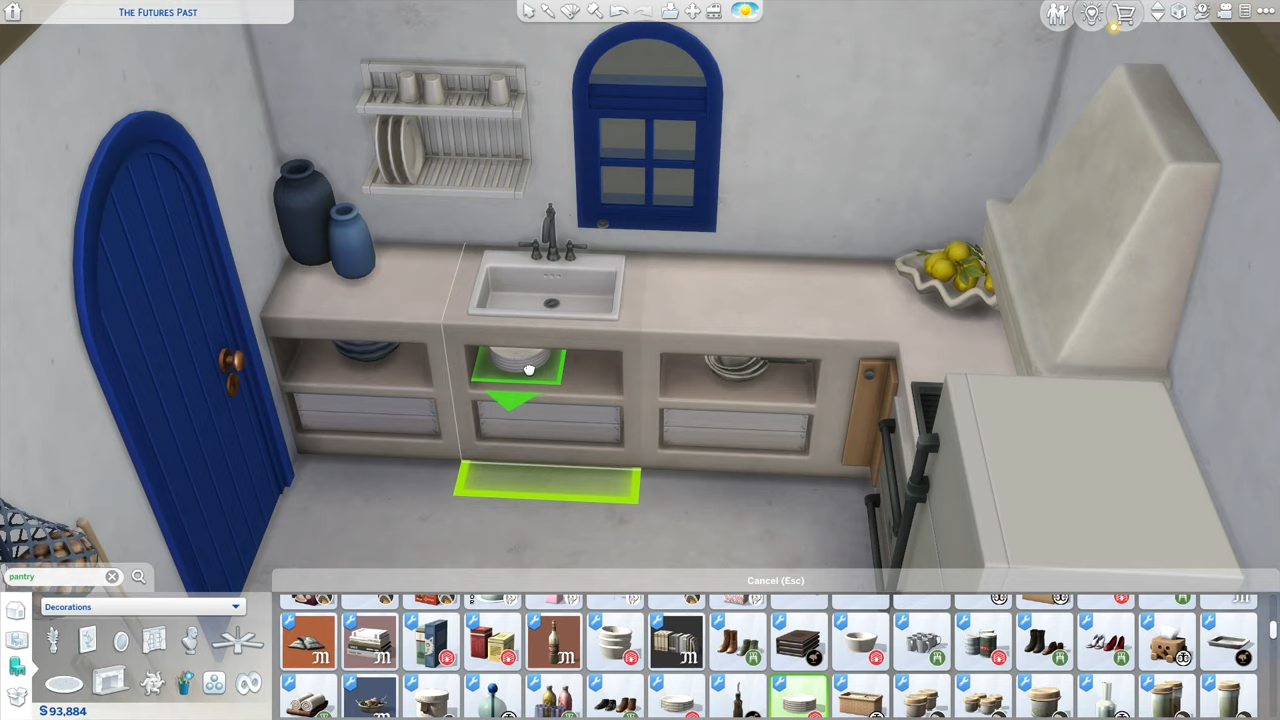 THE FUTURES PAST
Cancel (Esc)
pantry
Decorations
§93,884